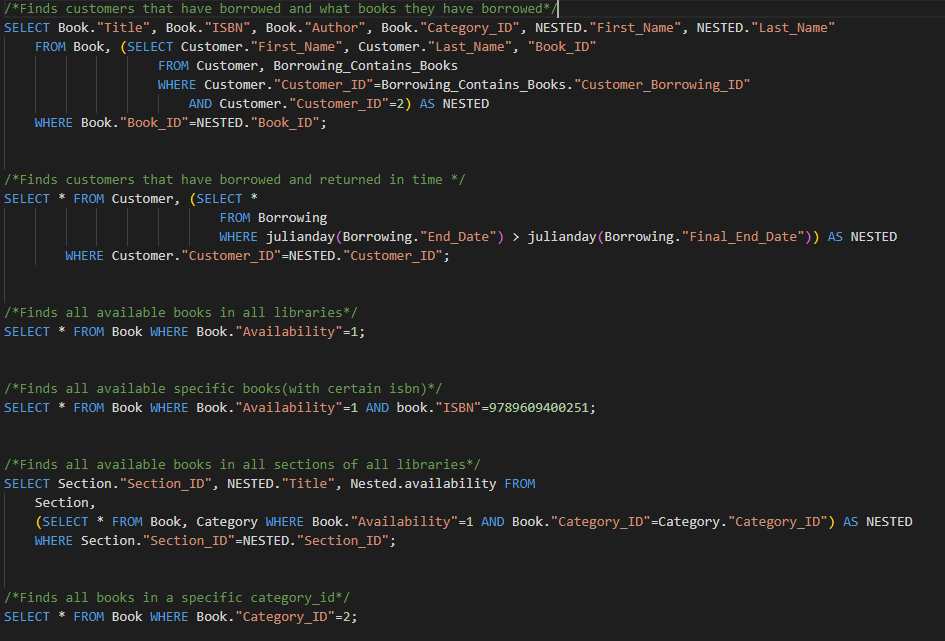 /*Finds customers that have borrowed and what books they have borrowed*/
SELECT Book."Title", Book."ISBN", Book."Author", Book."Category_ID", NESTED."First_Name", NESTED."Last_Name"
FROM Book, (SELECT Customer."First_Name", Customer."Last_Name", "Book_ID"
FROM Customer, Borrowing_Contains_Books
WHERE Customer."Customer_ID"=Borrowing_Contains_Books."Customer_Borrowing_ID"
AND Customer."Customer_ID"=2) AS NESTED
WHERE Book."Book_ID"=NESTED."Book_ID";
/*Finds customers that have borrowed and returned in time */
SELECT * FROM Customer, (SELECT *
FROM Borrowing
WHERE julianday(Borrowing."End_Date") > julianday(Borrowing."Final_End_Date")) AS NESTED
WHERE Customer."Customer_ID"=NESTED."Customer_ID";
/*Finds all available books in all libraries*/
SELECT * FROM Book WHERE Book."Availability"=1;
/*Finds all available specific books(with certain isbn)*/
SELECT * FROM Book WHERE Book."Availability"=1 AND book."ISBN"=9789609400251;
/*Finds all available books in all sections of all libraries*/
SELECT Section."Section_ID", NESTED."Title", Nested.availability FROM
Section,
(SELECT * FROM Book, Category WHERE Book."Availability"=1 AND Book."Category_ID"=Category."Category_ID") AS NESTED
WHERE Section."Section_ID"=NESTED."Section_ID";
/*Finds all books in a specific category_id*/
SELECT * FROM Book WHERE Book."Category_ID"=2;